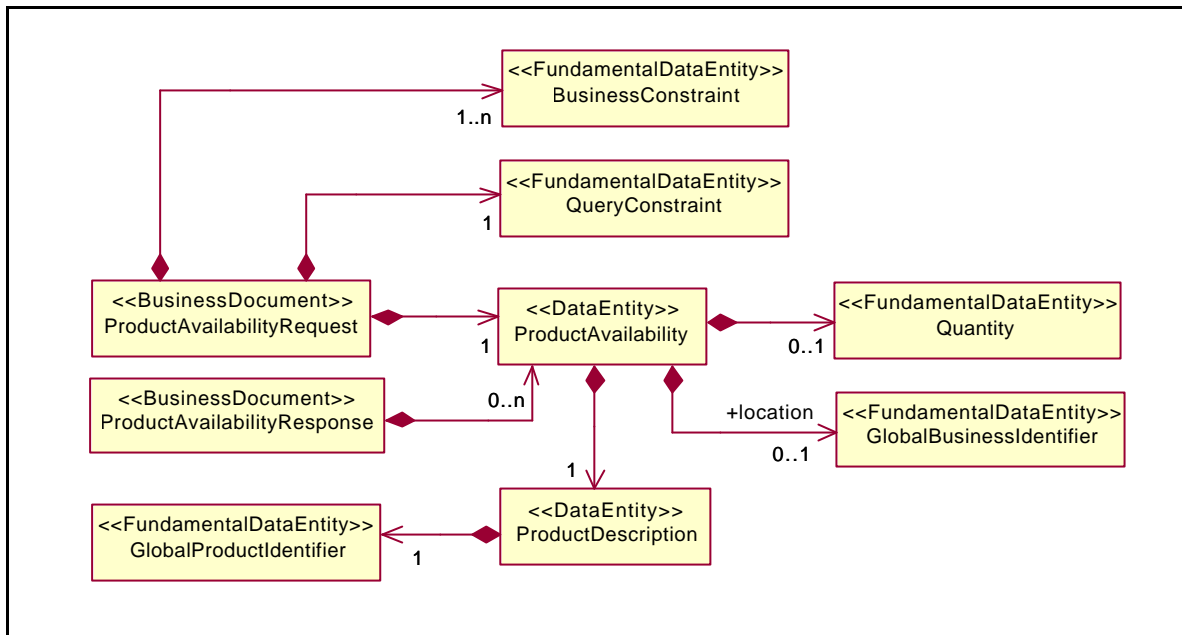 <<FundamentalDataEntity>>
BusinessConstraint
1..n
<<FundamentalDataEntity>>
QueryConstraint
1
<<BusinessDocument>>
ProductAvailabilityRequest
1
<<DataEntity>>
ProductAvailability
0..1
<<FundamentalDataEntity>>
Quantity
<<BusinessDocument>>
ProductAvailabilityResponse
0..n
+location
0..1
<<FundamentalDataEntity>>
GlobalBusinessIdentifier
1
<<DataEntity>>
ProductDescription
<<FundamentalDataEntity>>
GlobalProductIdentifier
1